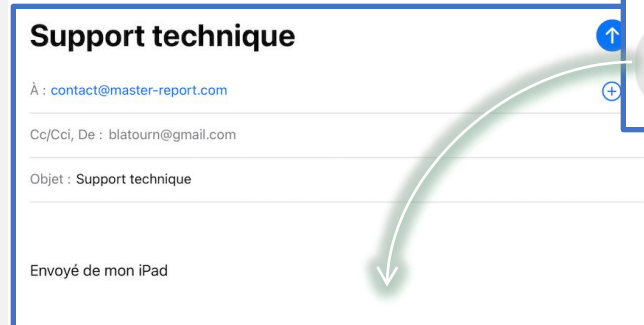 Support technique
À : contact@master-report.com
Cc/Cci, De : blatourn@gmail.com
Objet : Support technique
Envoyé de mon iPad